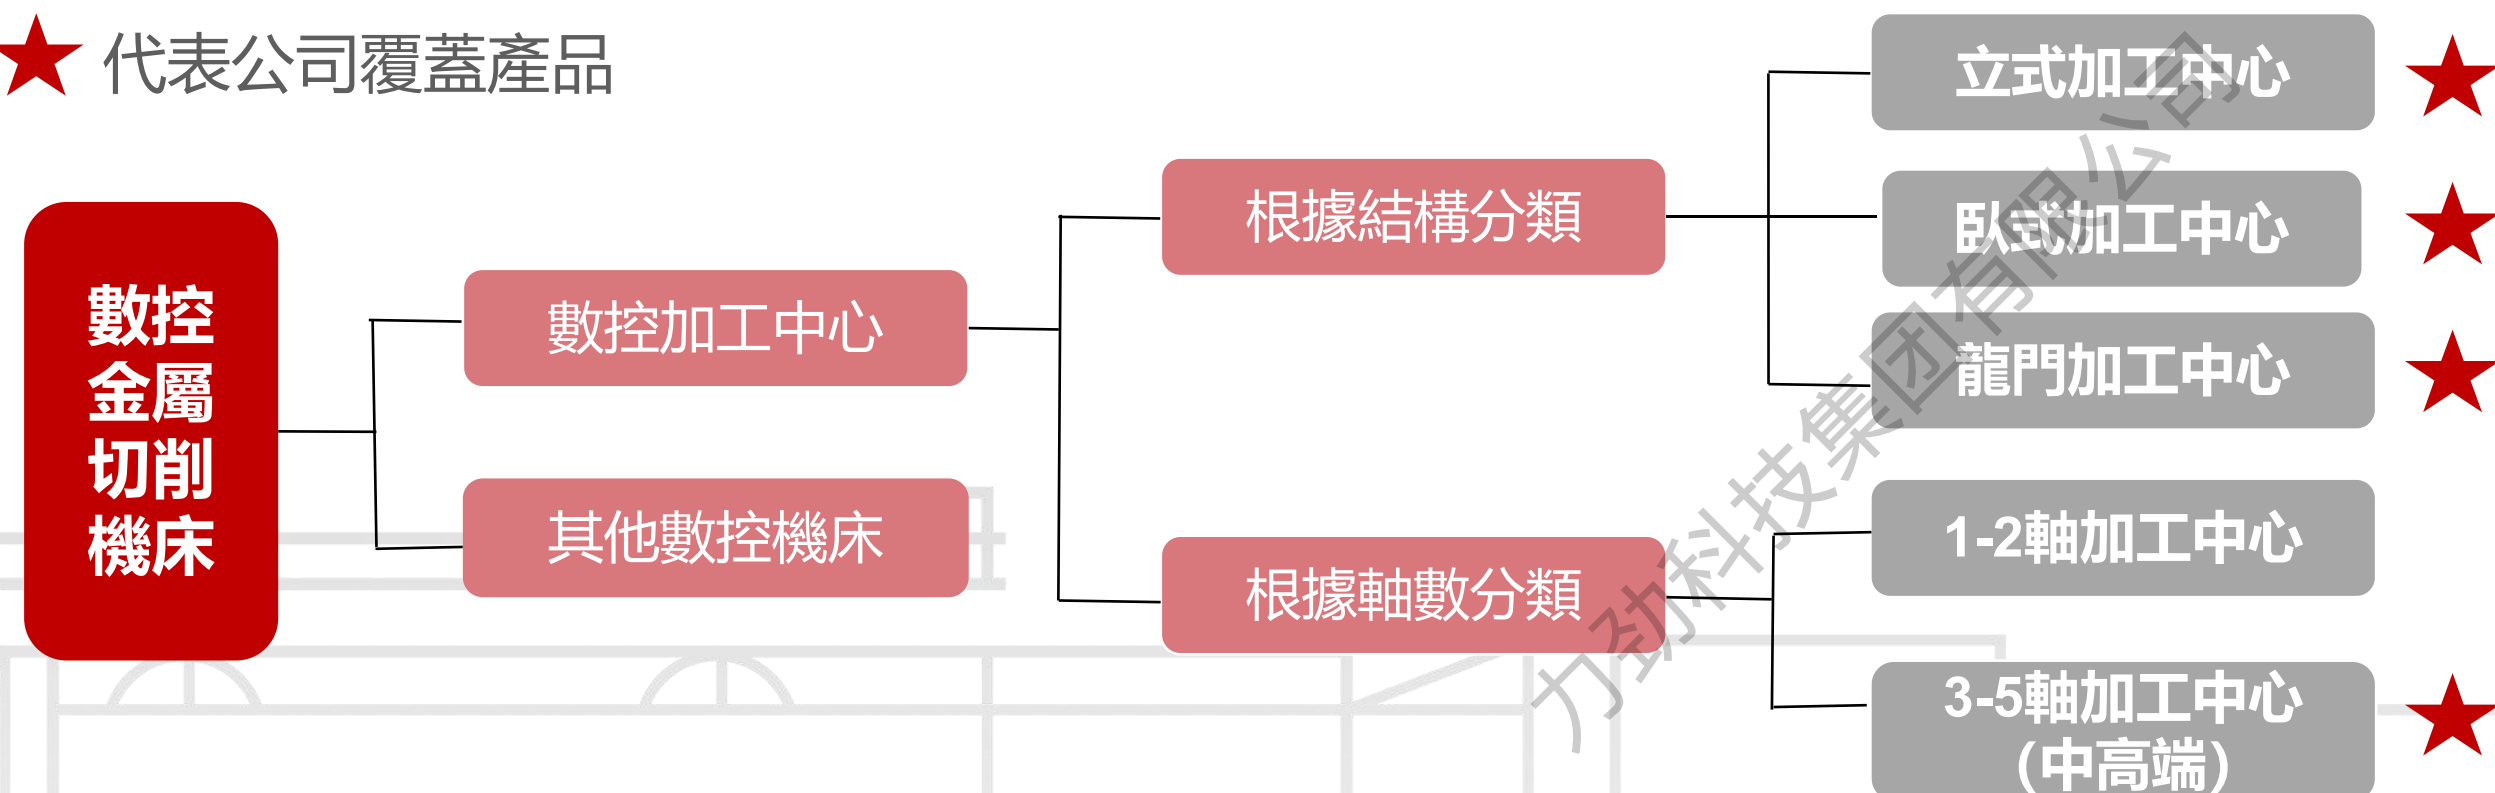 代表公司覆蓋產品
數控
金屬
切削
機床
數控加工中心
其他數控機床
根據結構差分類
根據軸數差分類
立式加工中心
臥式加工中心
龍門加工中心
1-2軸加工中心
3-5軸加工中心
(中高端)
力勁科技集團有限公司